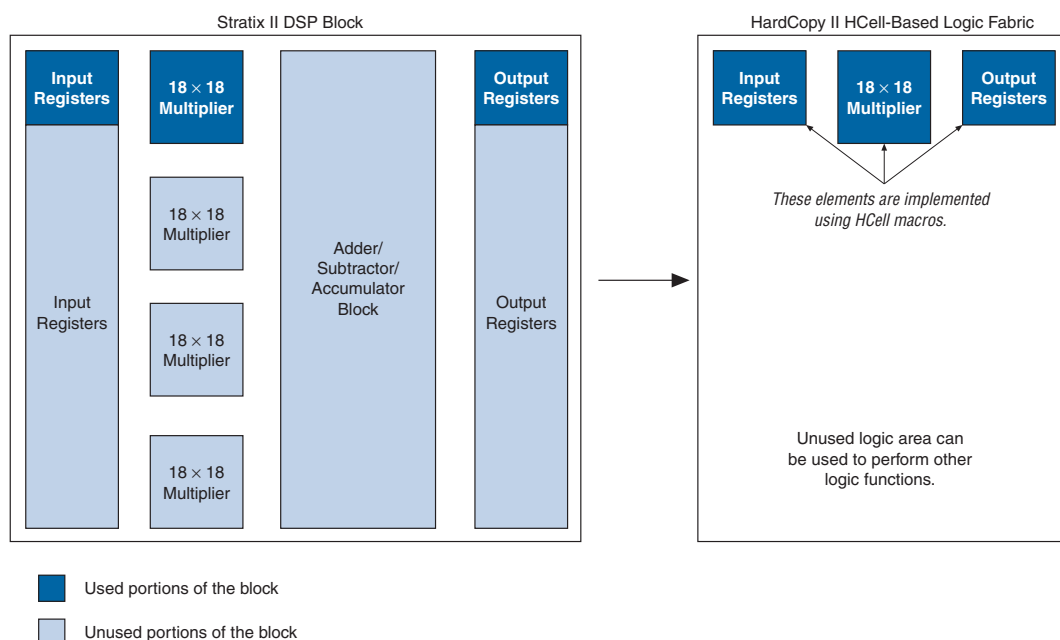 Stratix II DSP Block
HardCopy II HCell-Based Logic Fabric
Input
Registers
18 × 18
Multiplier
Output
Registers
Input
Registers
18 × 18
Multiplier
Output
Registers
These elements are implemented
using HCell macros.
18 × 18
Multiplier
Adder/
Subtractor/
Accumulator
Block
Input
Registers
18 × 18
Multiplier
Output
Registers
18 × 18
Multiplier
Unused logic area can
be used to perform other
logic functions.
Used portions of the block
Unused portions of the block